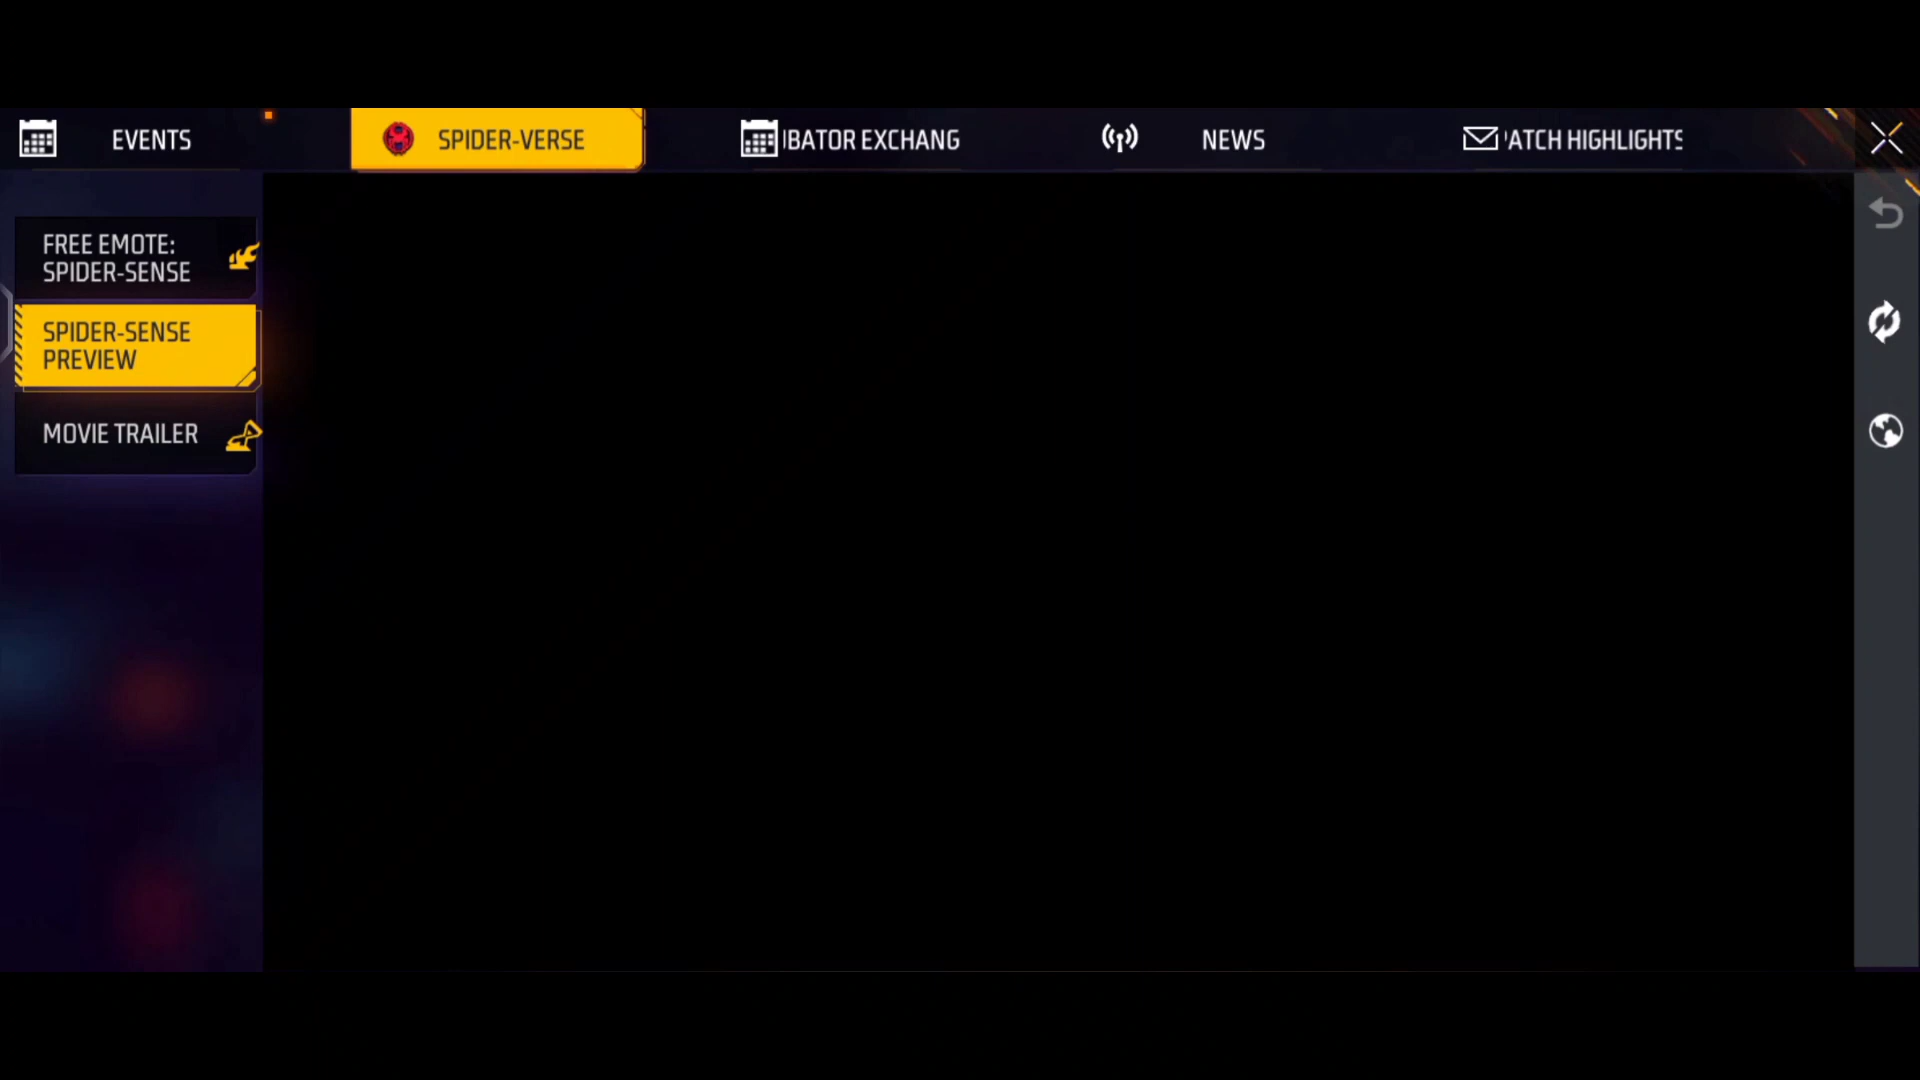 EVENTS
SPIDER-VERSE
IBATOR EXCHANG
NEWS
ATCH HIGHLIGHTS
FREE EMOTE:
SPIDER-SENSE
SPIDER-SENSE
PREVIEW
MOVIE TRAILER